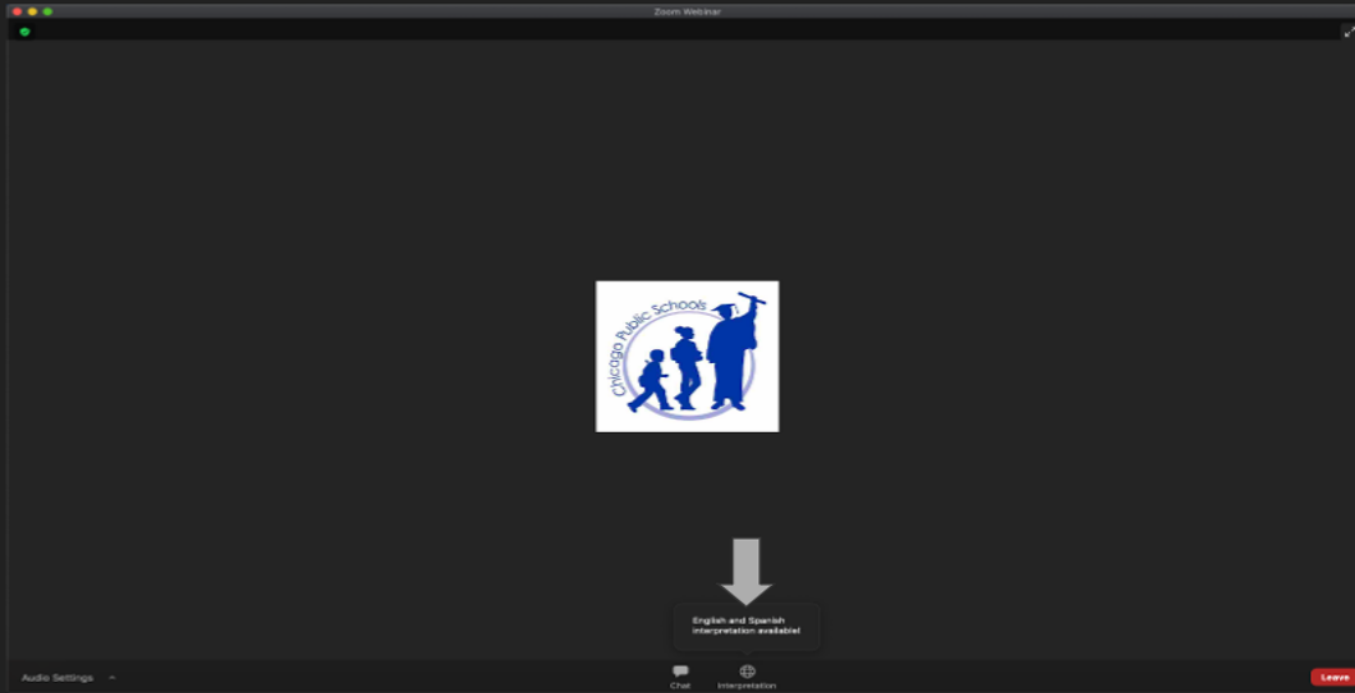 Zoom Webinar
Chicago Public Schools
English and Spanish
interpretation available!
Audio Settings
Chat
Interpretation
Leave